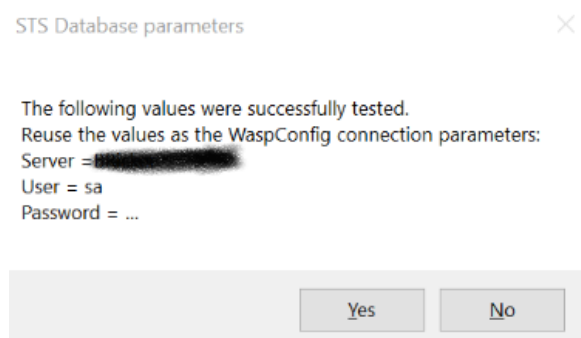 STS Database parameters
The following values were successfully tested.
Reuse the values as the WaspConfig connection parameters:
Server =
User = sa
Password = ...
Yes No